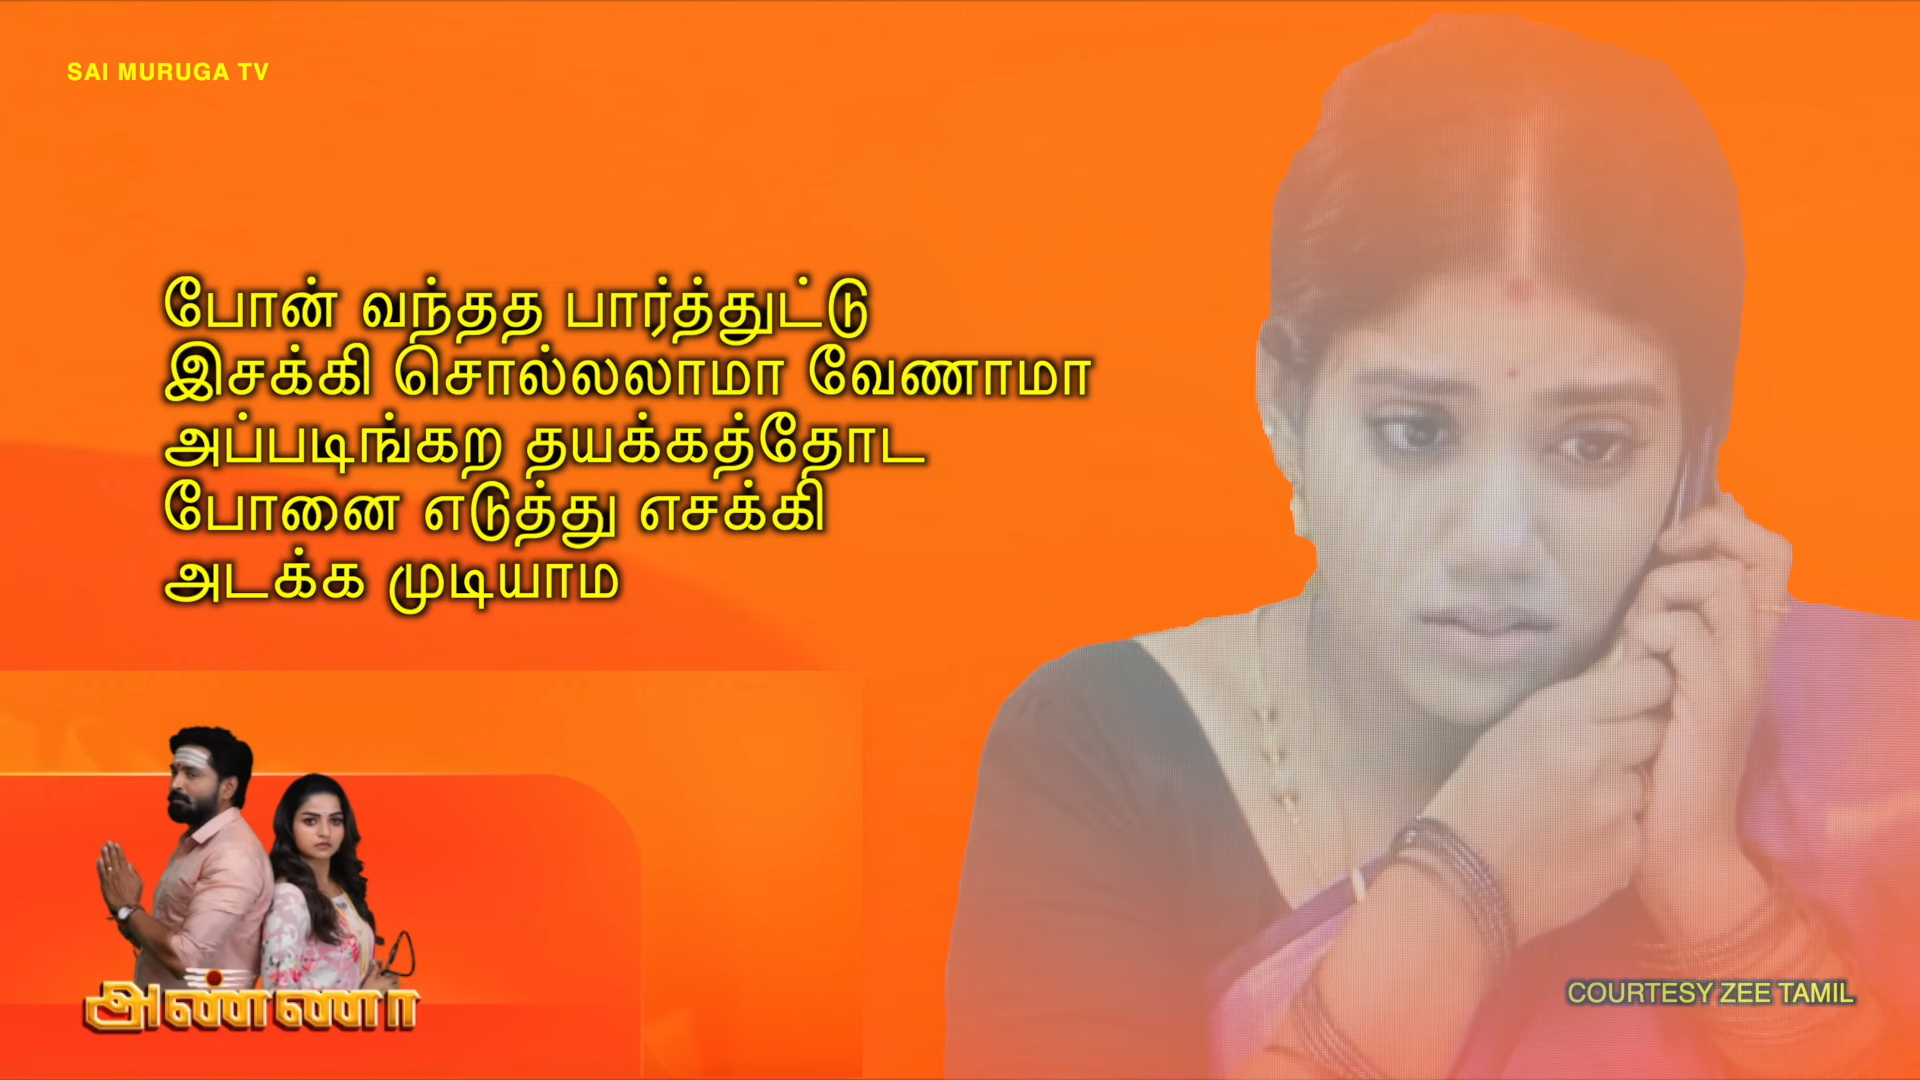 SAI MURUGA TV
போன் வந்தத பார்த்துட்டு
இசக்கி சொல்லலாமா வேணாமா
அப்படிங்கற தயக்கத்தோட
போனை எடுத்து எசக்கி
அடக்க முடியாம
அண்ணா
COURTESY ZEE TAMIL